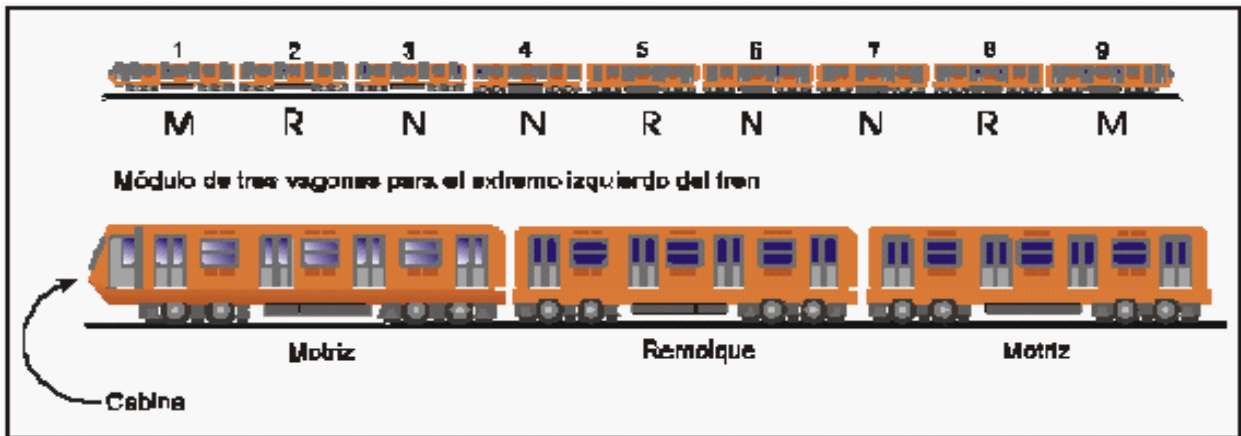 1 2 3 4 5 6 7 8 9
M R N N R N N R M
Módulo de tres vagones para el extremo izquierdo del tren
Motriz Remolque Motriz
Cabina